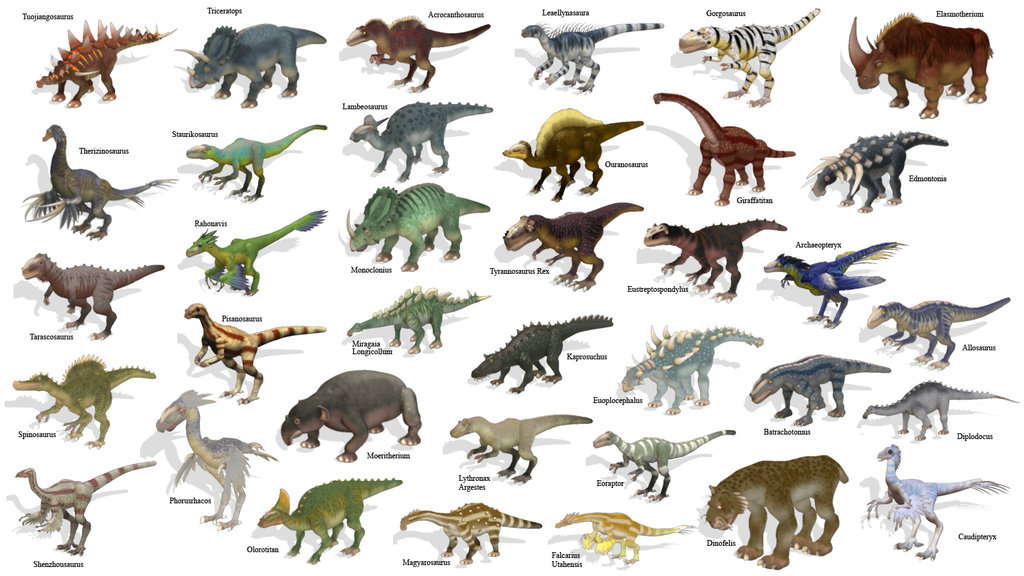 Tuojiangosaurus
Triceratops
Acrocanthosaurus
Leaellynasaura
Gorgosaurus
Elasmotherium
Therizinosaurus
Staurikosaurus
Lambeosaurus
Ouranosaurus
Giraffatitan
Edmontonia
Rahonavis
Monoclonius
Tyrannosaurus Rex
Eustreptospondylus
Archaeopteryx
Tarascosaurus
Pisanosaurus
Miragaia
Longicollum
Kaprosuchus
Euoplocephalus
Allosaurus
Spinosaurus
Phorusrhacos
Moeritherium
Lythronax
Argestes
Eoraptor
Batrachotomus
Diplodocus
Shenzhousaurus
Olorotitan
Magyarosaurus
Falcarius
Utahensis
Dinofelis
Caudipteryx